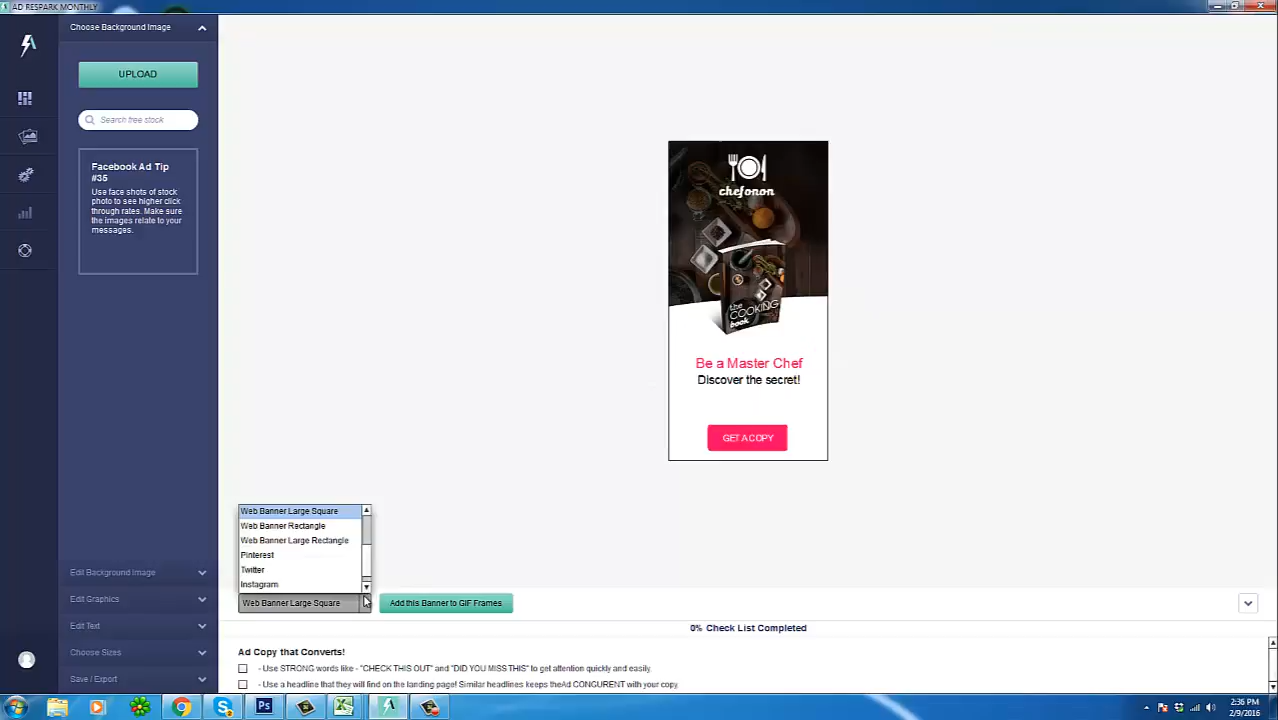 AD RESPARK MONTHLY
Choose Background Image
UPLOAD
Search free stock
Facebook Ad Tip
#35
Use face shots of stock
photo to see higher click
through rates. Make sure
the images relate to your
messages.
chefonon
the
COOKING
book
Be a Master Chef
Discover the secret!
GET A COPY
Web Banner Large Square
Web Banner Rectangle
Web Banner Large Rectangle
Pinterest
Twitter
Instagram
Web Banner Large Square
Add this Banner to GIF Frames
Edit Background Image
Edit Graphics
Edit Text
Choose Sizes
Save / Export
0% Check List Completed
Ad Copy that Converts!
- Use STRONG words like - "CHECK THIS OUT" and "DID YOU MISS THIS" to get attention quickly and easily.
- Use a headline that they will find on the landing page! Similar headlines keeps theAd CONGURENT with your copy.
Ps
2:36 PM
2/9/2016